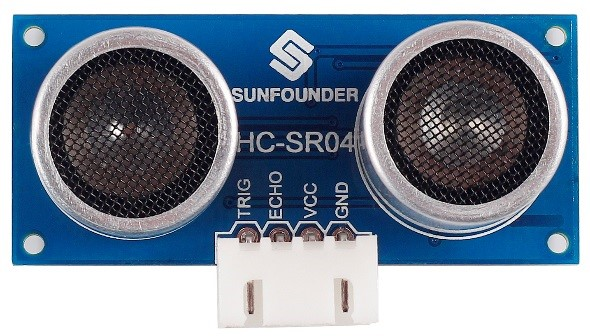 SUNFOUNDER
HC-SR04
TRIG
ECHO
VCC
GND